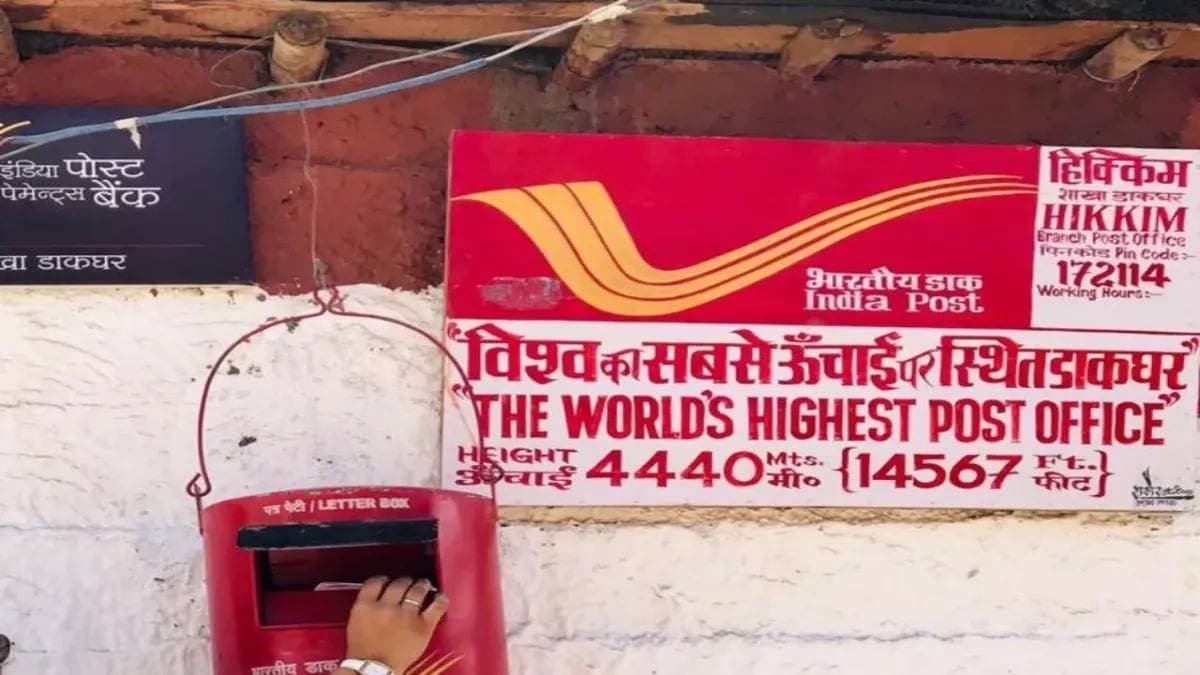 इंडिया पोस्ट
पेमेन्ट्स बैंक
डाकघर
भारतीय डाक
India Post
हिक्किम
शाखा डाकघर
HIKKIM
Branch Post Office
पिनकोड Pin Code:-
172114
Working Hours:-
"विश्व का सबसे ऊँचाई पर स्थित डाकघर"
"THE WORLD'S HIGHEST POST OFFICE"
HEIGHT
ऊँचाई 4440 Mts. मी० {14567 Ft. फीट}
पत्र पेटी / LETTER BOX
भारतीय डाक